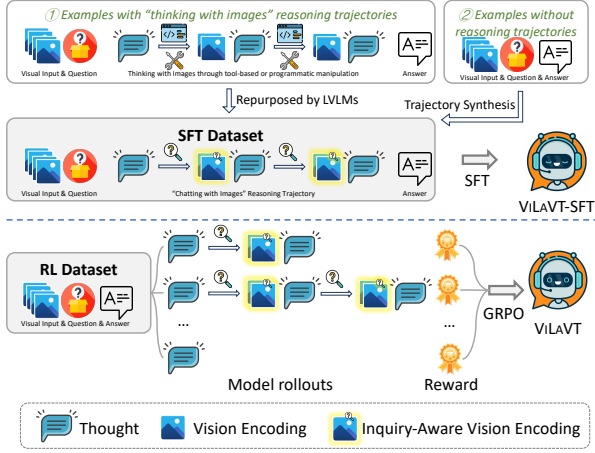 ① Examples with “thinking with images” reasoning trajectories
Visual Input & Question
Thinking with Images through tool-based or programmatic manipulation
Answer
② Examples without
reasoning trajectories
Visual Input & Question & Answer
Repurposed by LVLMs
Trajectory Synthesis
SFT Dataset
Visual Input & Question
"Chatting with Images" Reasoning Trajectory
Answer
SFT
VILAVT-SFT
RL Dataset
Visual Input & Question & Answer
...
Model rollouts
...
Reward
GRPO
VILAVT
Thought
Vision Encoding
Inquiry-Aware Vision Encoding